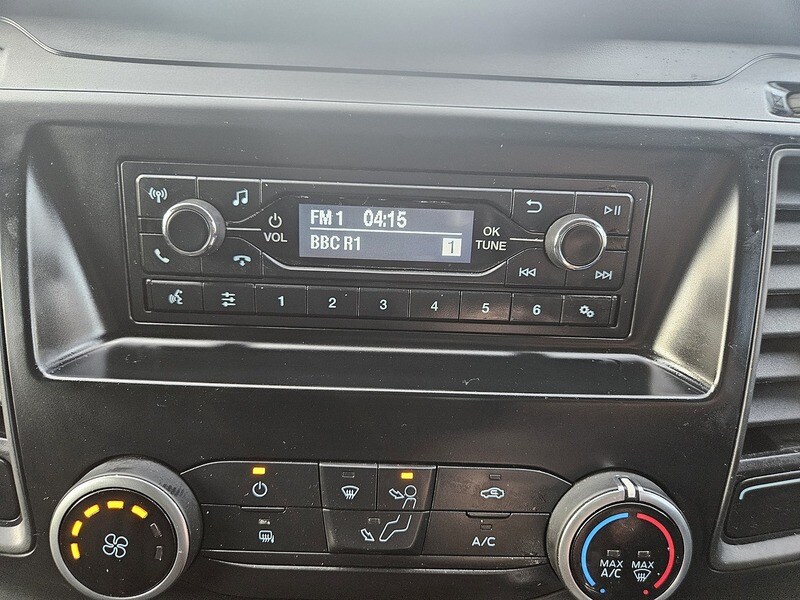 FM 1 04:15
BBC R1 1
VOL
OK
TUNE
1 2 3 4 5 6
A/C
MAX A/C
MAX